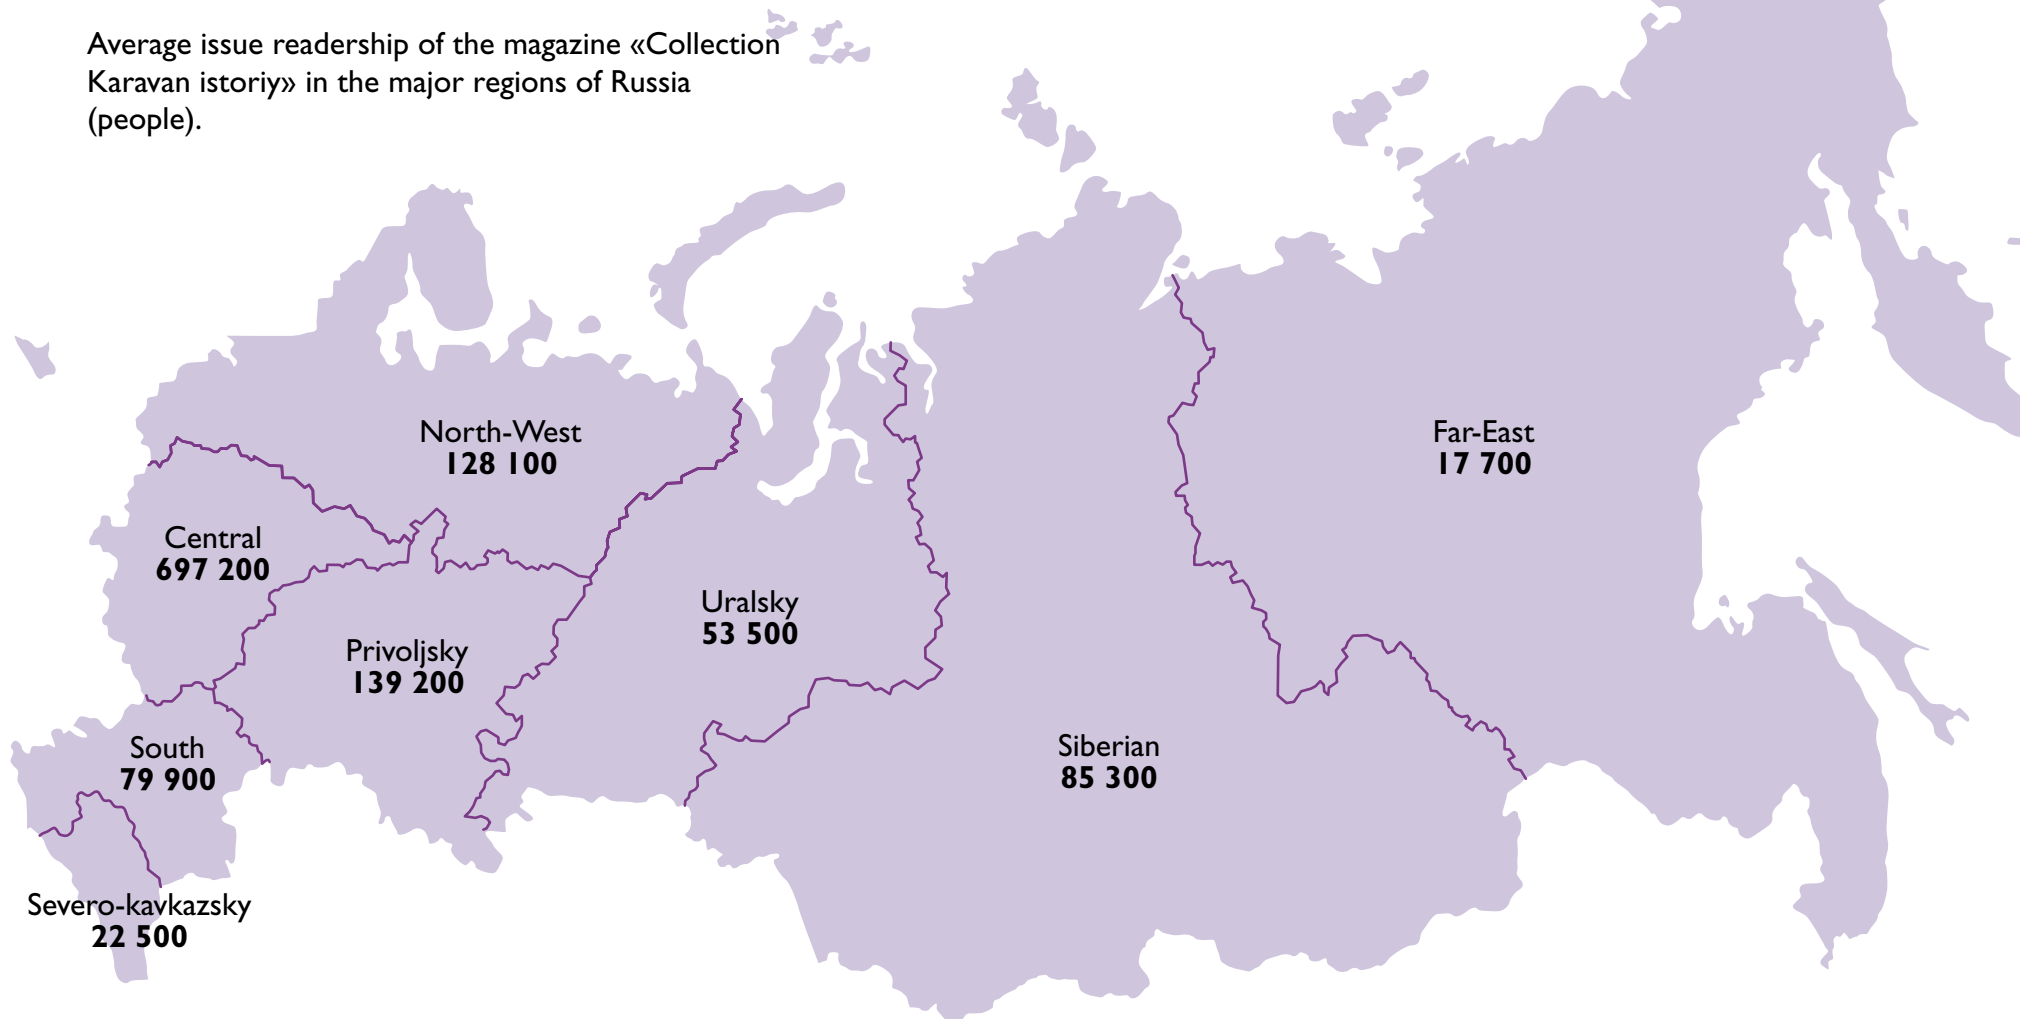 Average issue readership of the magazine «Collection
Karavan istoriy» in the major regions of Russia
(people).
North-West
128 100
Far-East
17 700
Central
697 200
Uralsky
53 500
Privoljsky
139 200
South
79 900
Siberian
85 300
Severo-kavkazsky
22 500